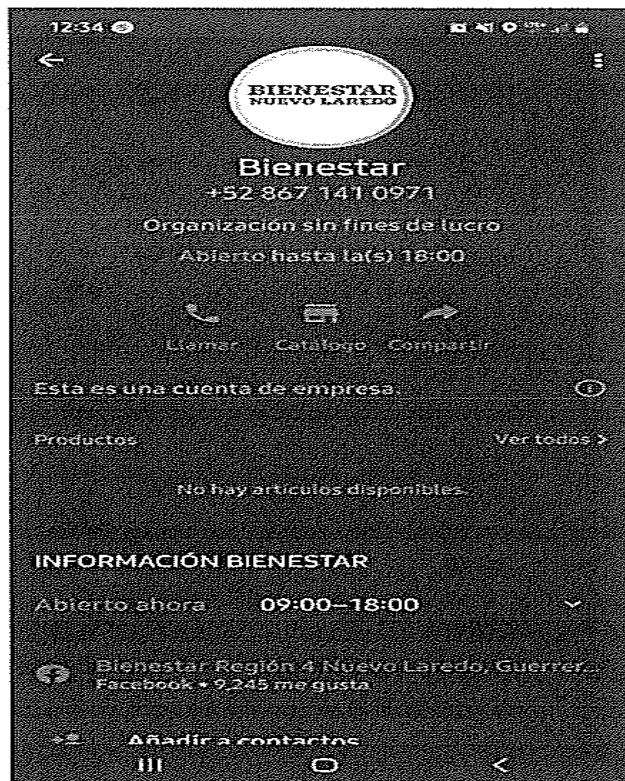 12:34
BIENESTAR
NUEVO LAREDO
Bienestar
+52 867 141 0971
Organización sin fines de lucro
Abierto hasta la(s) 18:00
Llamar Catálogo Compartir
Esta es una cuenta de empresa.
Productos Ver todos >
No hay artículos disponibles.
INFORMACIÓN BIENESTAR
Abierto ahora 09:00–18:00
Bienestar Región 4 Nuevo Laredo, Guerrer...
Facebook • 9,245 me gusta
Añadir a contactos